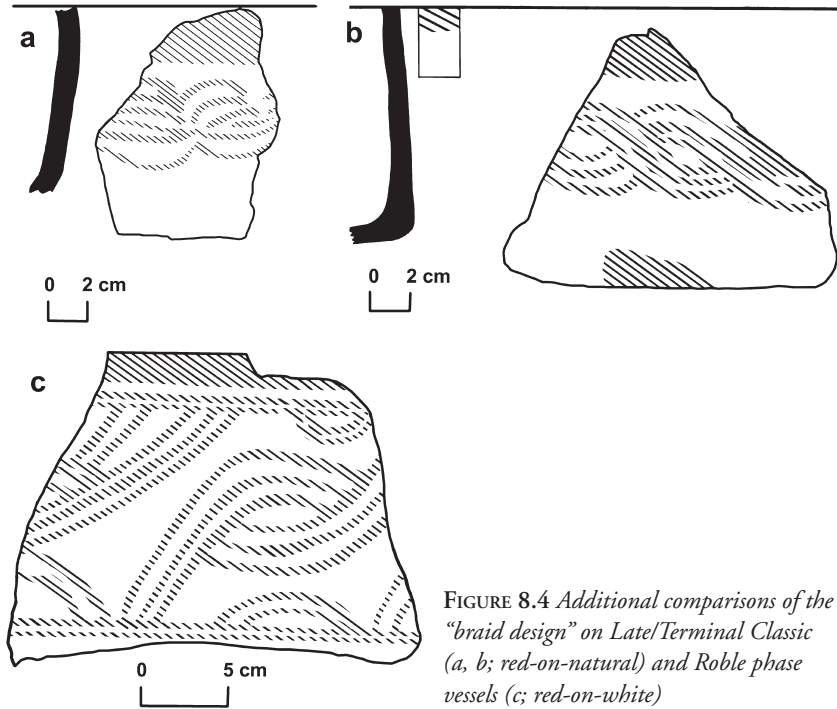 a
b
0 2 cm
0 2 cm
c
0 5 cm
FIGURE 8.4 Additional comparisons of the
“braid design” on Late/Terminal Classic
(a, b; red-on-natural) and Roble phase
vessels (c; red-on-white)